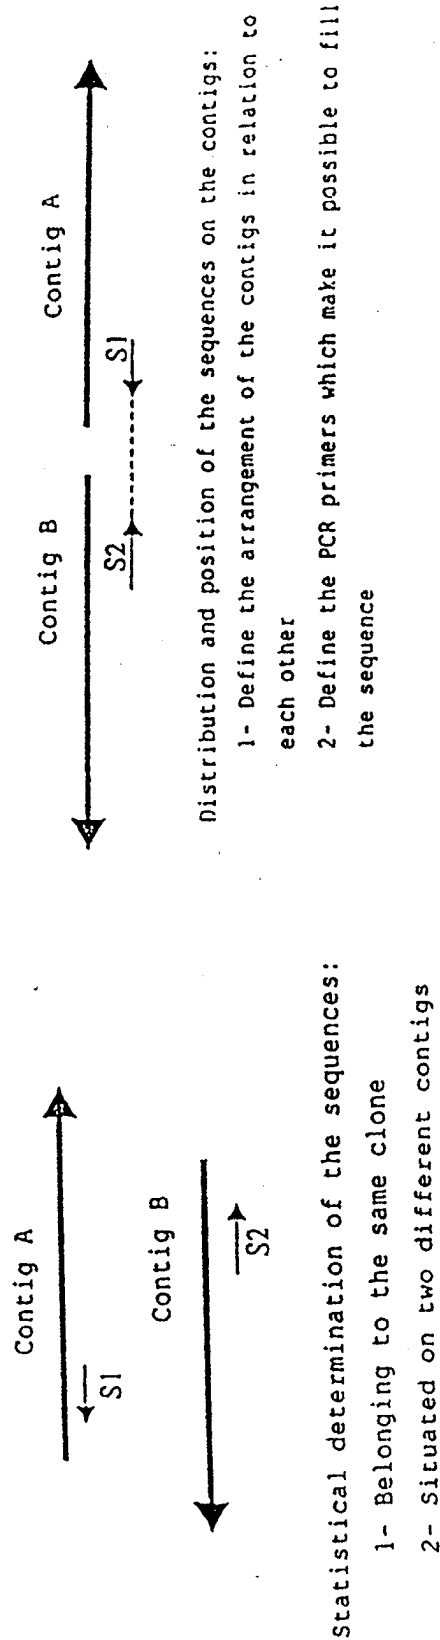 Contig A
S1
Contig B
S2
Statistical determination of the sequences:
1- Belonging to the same clone
2- Situated on two different contigs
Contig B
Contig A
S2
S1
Distribution and position of the sequences on the contigs:
1- Define the arrangement of the contigs in relation to
each other
2- Define the PCR primers which make it possible to fill
the sequence